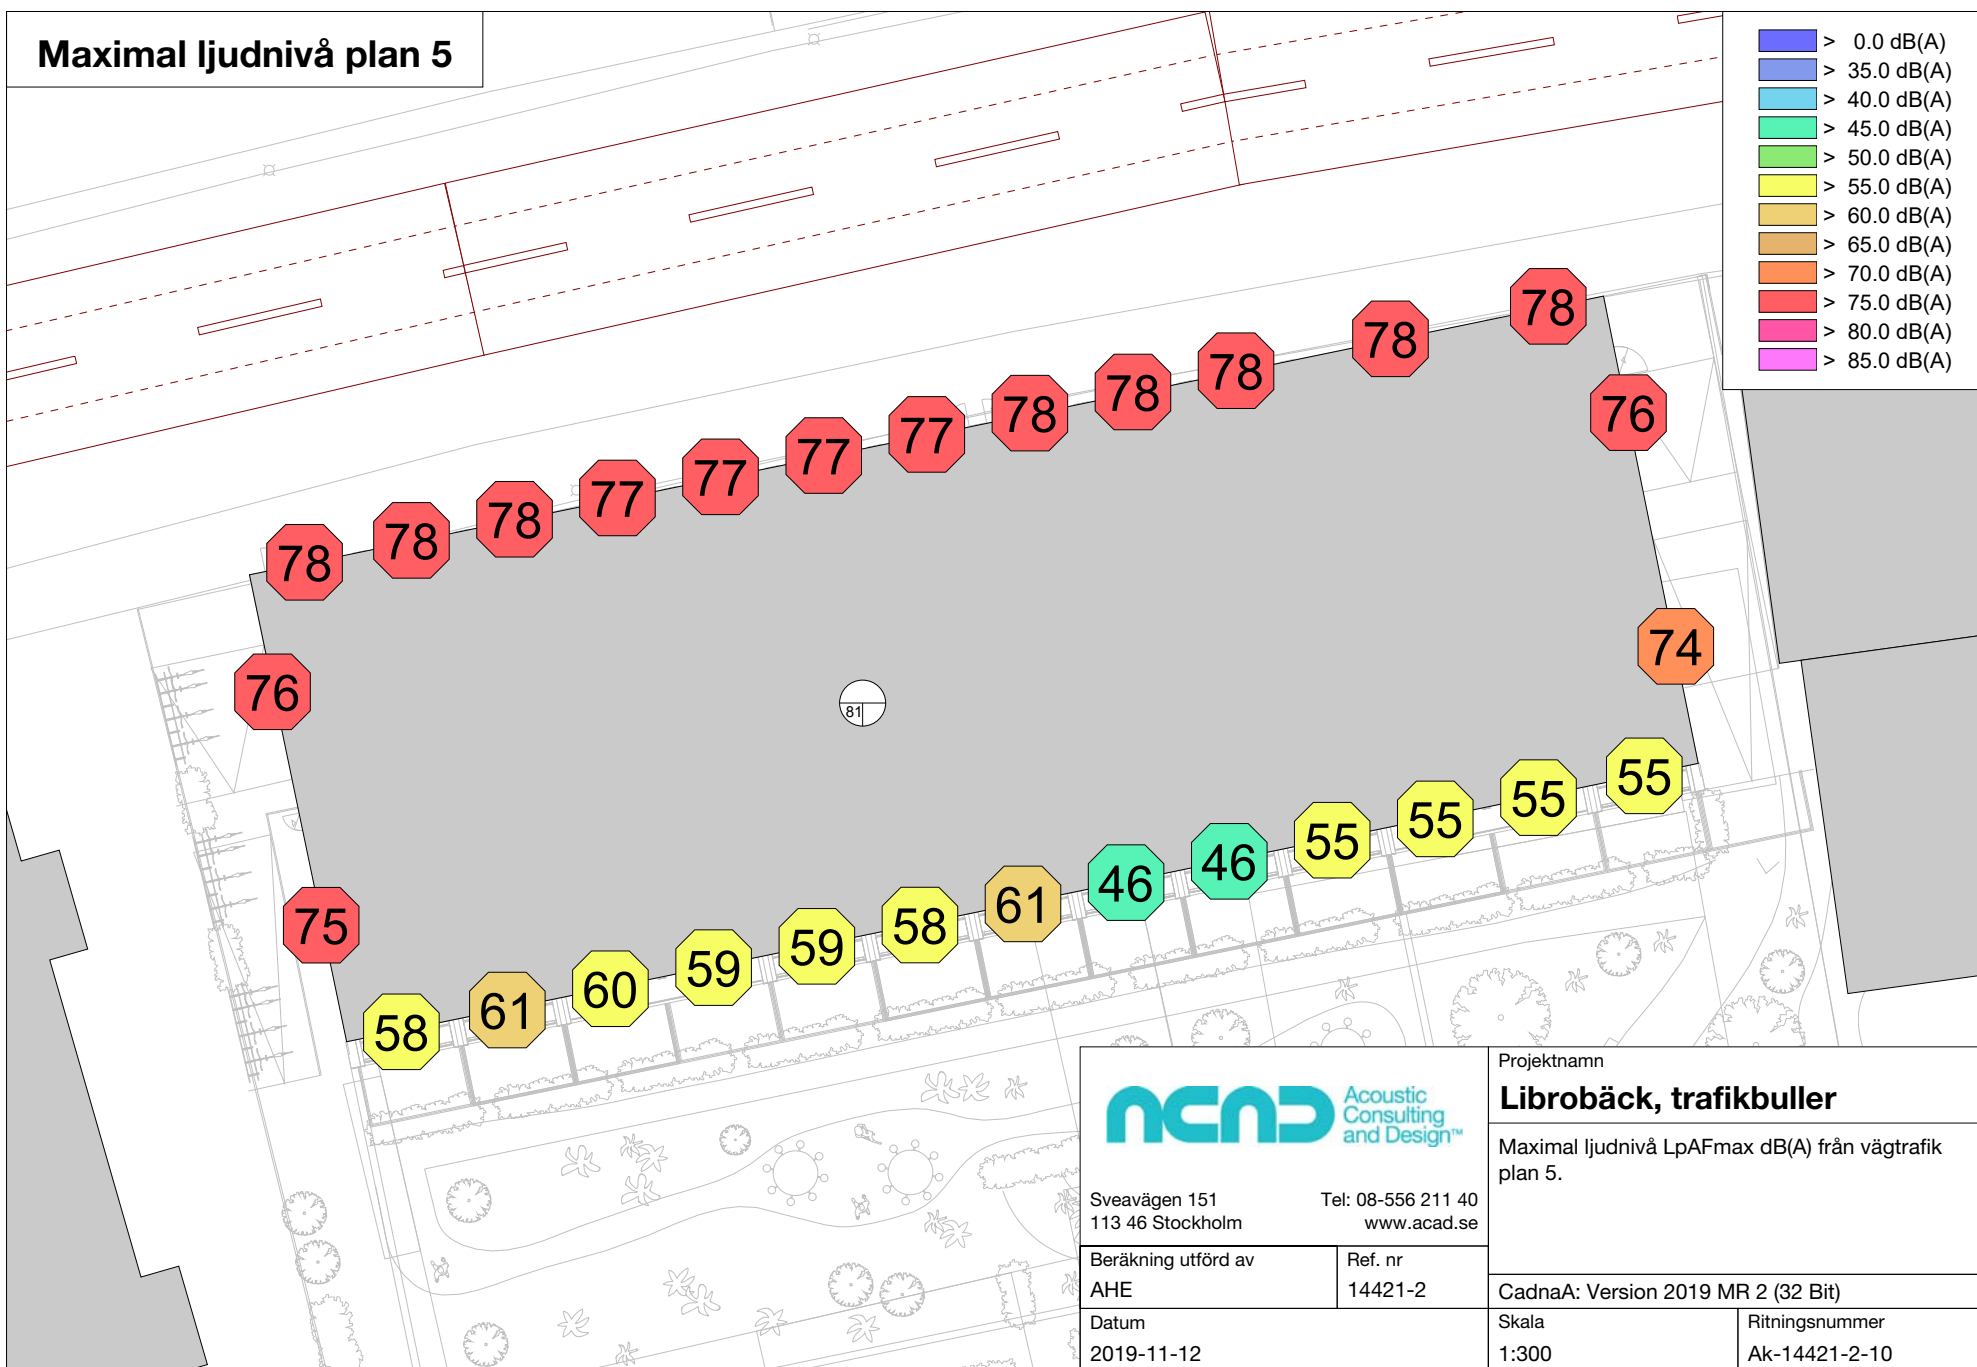 Maximal ljudnivå plan 5
> 0.0 dB(A)
> 35.0 dB(A)
> 40.0 dB(A)
> 45.0 dB(A)
> 50.0 dB(A)
> 55.0 dB(A)
> 60.0 dB(A)
> 65.0 dB(A)
> 70.0 dB(A)
> 75.0 dB(A)
> 80.0 dB(A)
> 85.0 dB(A)
78 78 78 77 77 77 77 78 78 78 78 78
76
74
76
75
81
58 61 60 59 59 58 61 46 46 55 55 55 55
acad
Acoustic
Consulting
and Design™
Sveavägen 151
113 46 Stockholm
Tel: 08-556 211 40
www.acad.se
Projektnamn
Librobäck, trafikbuller
Maximal ljudnivå LpAFmax dB(A) från vägtrafik
plan 5.
Beräkning utförd av
AHE
Ref. nr
14421-2
CadnaA: Version 2019 MR 2 (32 Bit)
Datum
2019-11-12
Skala
1:300
Ritningsnummer
Ak-14421-2-10